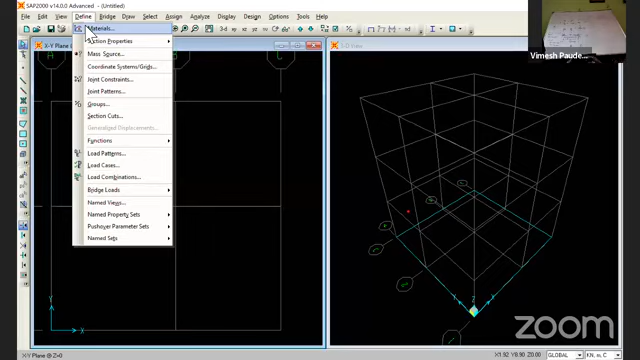 SAP2000 v14.0.0 Advanced
File Edit View Define Bridge Draw Select Assign Analyze Display Design Options Tools Help
Materials...
Section Properties
Mass Source...
Coordinate Systems/Grids...
Joint Constraints...
Joint Patterns...
Groups...
Section Cuts...
Generalized Displacements...
Functions
Load Patterns...
Load Cases...
Load Combinations...
Bridge Loads
Named Views...
Named Property Sets
Pushover Parameter Sets
Named Sets
X-Y Plane
3-D View
A
B
C
Y
X
Z
Y
X
Vimesh Paude...
zoom
X-Y Plane @ Z=0
GLOBAL
KN, m, C